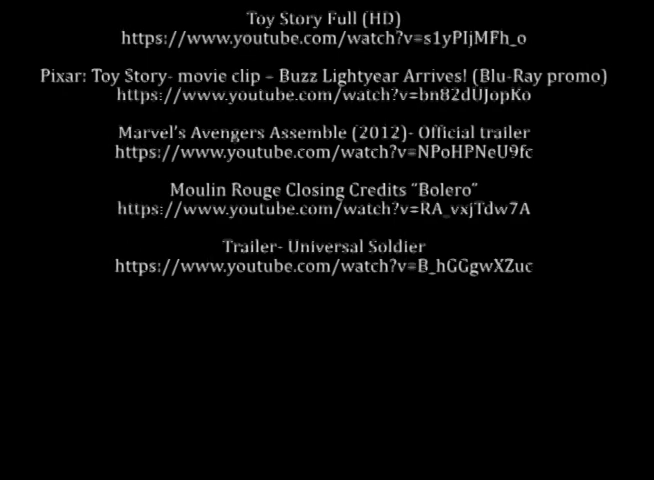 Toy Story Full (HD)
https://www.youtube.com/watch?v=s1yPIjMFh_o
Pixar: Toy Story- movie clip – Buzz Lightyear Arrives! (Blu-Ray promo)
https://www.youtube.com/watch?v=bn82dUJopKo
Marvel's Avengers Assemble (2012)- Official trailer
https://www.youtube.com/watch?v=NPoHPNeU9fc
Moulin Rouge Closing Credits "Bolero"
https://www.youtube.com/watch?v=RA_vxjTdw7A
Trailer- Universal Soldier
https://www.youtube.com/watch?v=B_hGGgwXZuc